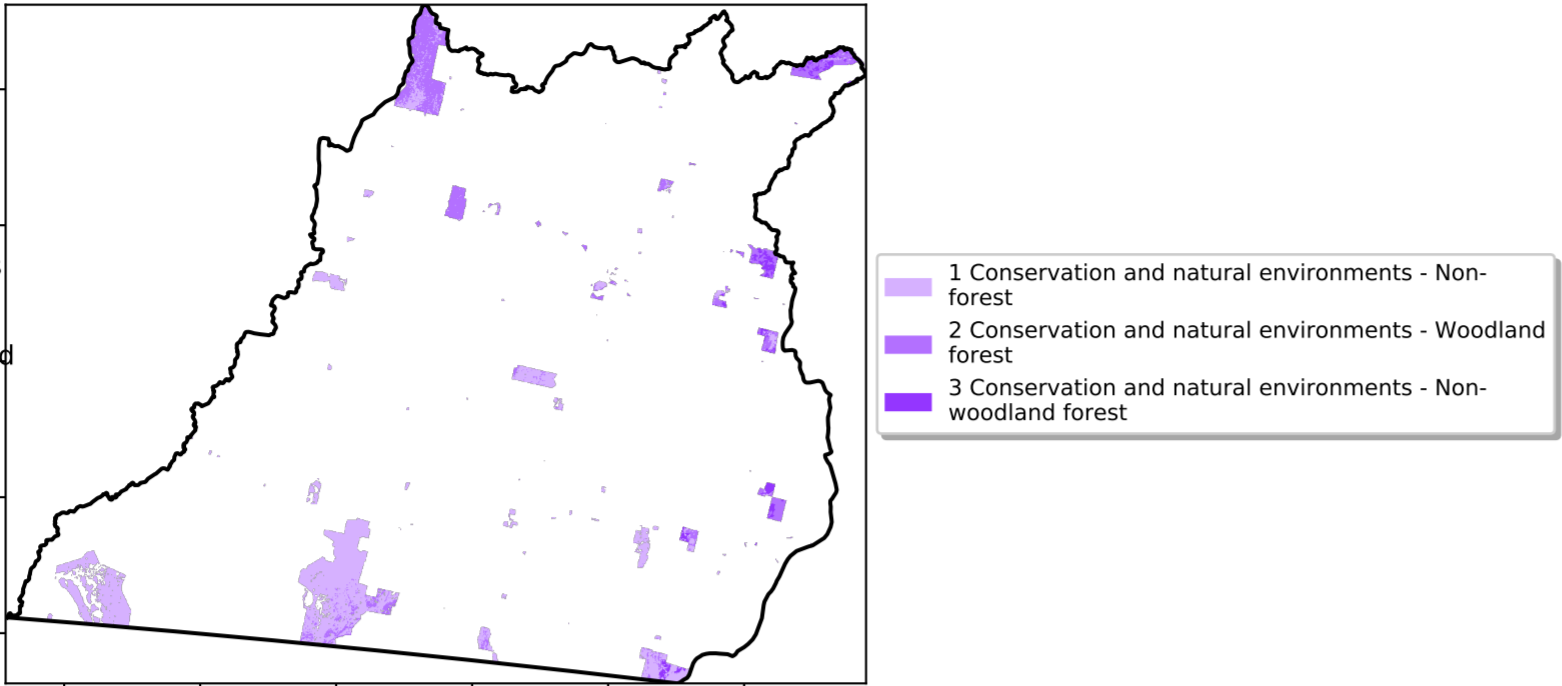 d
1 Conservation and natural environments - Non-
forest
2 Conservation and natural environments - Woodland
forest
3 Conservation and natural environments - Non-
woodland forest